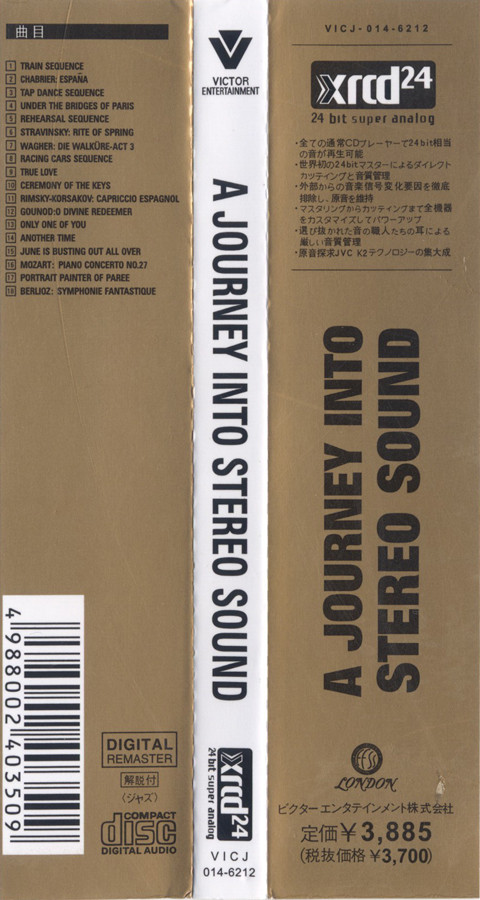 曲目
1 TRAIN SEQUENCE
2 CHABRIER: ESPAÑA
3 TAP DANCE SEQUENCE
4 UNDER THE BRIDGES OF PARIS
5 REHEARSAL SEQUENCE
6 STRAVINSKY: RITE OF SPRING
7 WAGHER: DIE WALKÜRE-ACT 3
8 RACING CARS SEQUENCE
9 TRUE LOVE
10 CEREMONY OF THE KEYS
11 RIMSKY-KORSAKOV: CAPRICCIO ESPAGNOL
12 GOUNOD:O DIVINE REDEEMER
13 ONLY ONE OF YOU
14 ANOTHER TIME
15 JUNE IS BUSTING OUT ALL OVER
16 MOZART: PIANO CONCERTO NO.27
17 PORTRAIT PAINTER OF PAREE
18 BERLIOZ: SYMPHONIE FANTASTIQUE
4 988002 403509
DIGITAL
REMASTER
解説付
〈ジャズ〉
COMPACT
disc
DIGITAL AUDIO
VICTOR
ENTERTAINMENT
A JOURNEY INTO STEREO SOUND
xrcd24
24 bit super analog
VICJ
014-6212
VICJ-014-6212
xrcd24
24 bit super analog
・全ての通常CDプレーヤーで24bit相当
の音が再生可能
・世界初の24bitマスターによるダイレクト
カッティングと音質管理
・外部からの音楽信号変化要因を徹底
排除し、原音を維持
・マスタリングからカッティングまで全機器
をカスタマイズしてパワーアップ
・選び抜かれた音の職人たちの耳による
厳しい音質管理
・原音探求JVC K2テクノロジーの集大成
A JOURNEY INTO
STEREO SOUND
LONDON
ビクターエンタテインメント株式会社
定価¥3,885
(税抜価格 ¥3,700)